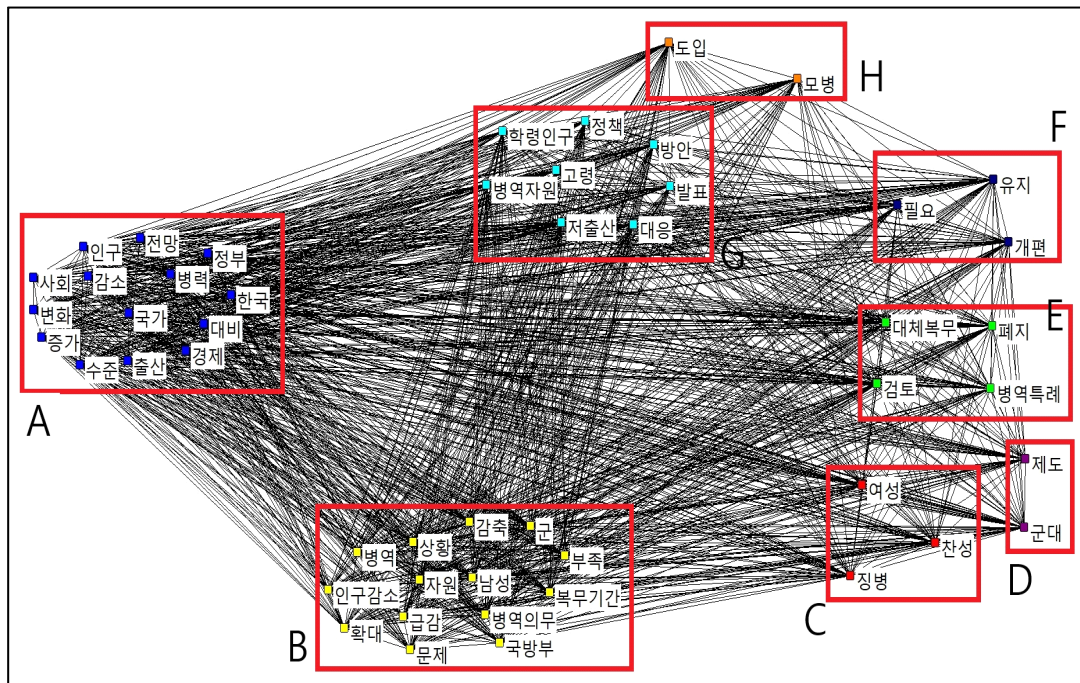 도입
모병
H
학령인구
정책
방안
병역자원
고령
발표
저출산
대응
G
F
유지
필요
개편
인구
전망
정부
사회
감소
병력
한국
변화
국가
대비
증가
수준
출산
경제
A
E
대체복무
폐지
검토
병역특례
제도
군대
D
여성
찬성
징병
C
감축
군
병역
상황
부족
자원
남성
인구감소
복무기간
급감
병역의무
확대
문제
국방부
B